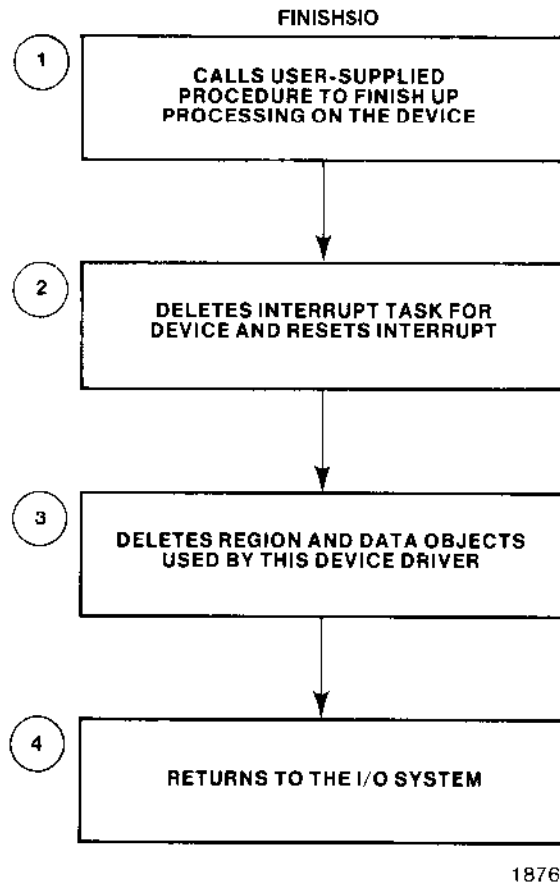 FINISH$IO
1
CALLS USER-SUPPLIED
PROCEDURE TO FINISH UP
PROCESSING ON THE DEVICE
2
DELETES INTERRUPT TASK FOR
DEVICE AND RESETS INTERRUPT
3
DELETES REGION AND DATA OBJECTS
USED BY THIS DEVICE DRIVER
4
RETURNS TO THE I/O SYSTEM
1876